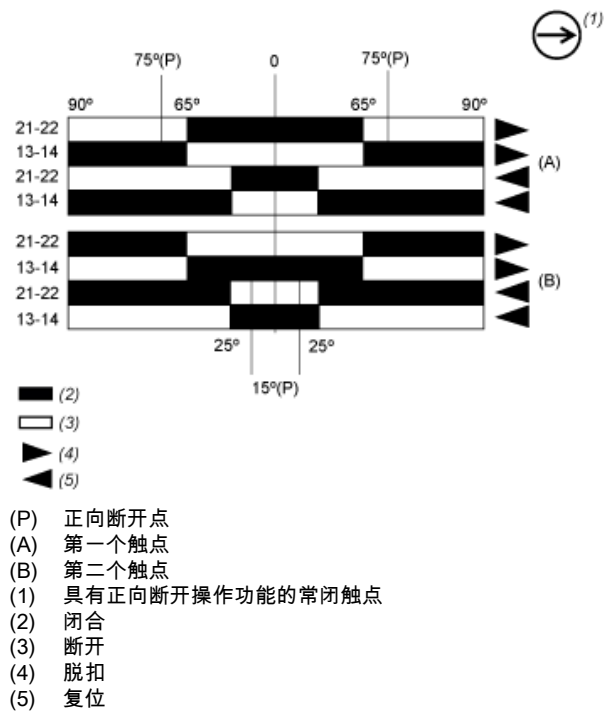 (1)
75º(P) 0 75º(P)
90º 65º 65º 90º
21-22
13-14
(A)
21-22
13-14
21-22
13-14
(B)
21-22
13-14
25º 25º
15º(P)
(2)
(3)
(4)
(5)
(P) 正向断开点
(A) 第一个触点
(B) 第二个触点
(1) 具有正向断开操作功能的常闭触点
(2) 闭合
(3) 断开
(4) 脱扣
(5) 复位